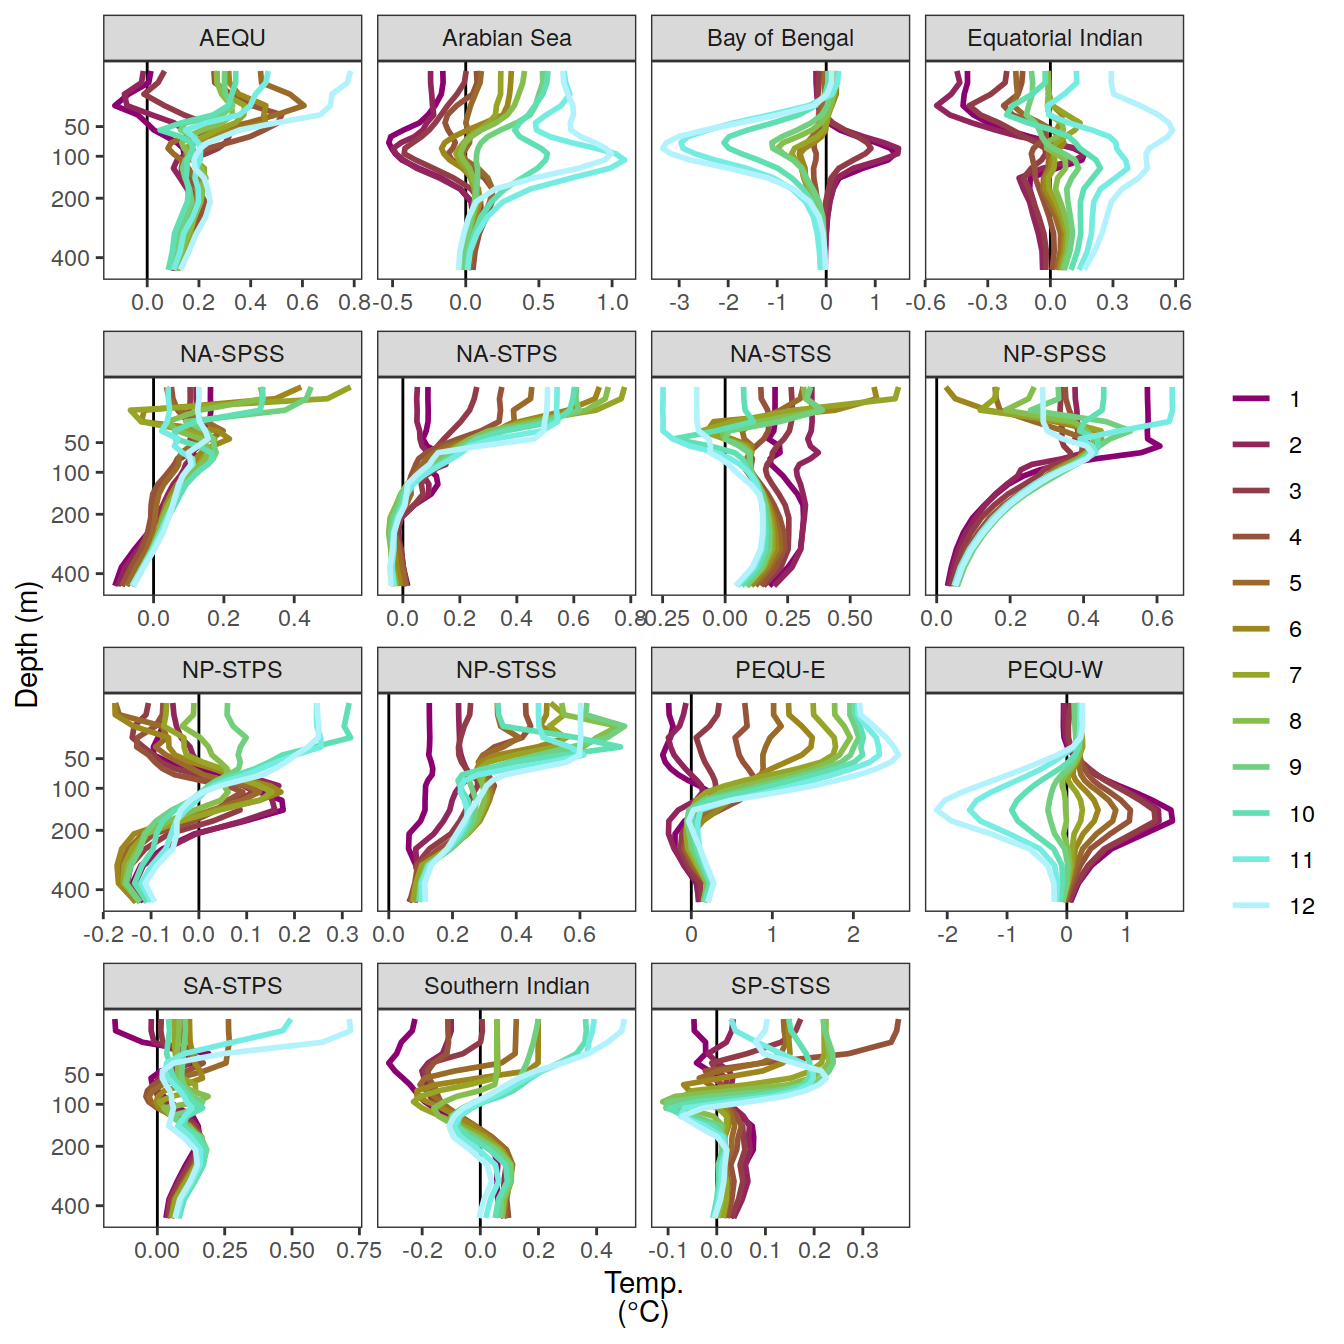 AEQU Arabian Sea Bay of Bengal Equatorial Indian
50
100
200
400
0.0 0.2 0.4 0.6 0.8 -0.5 0.0 0.5 1.0 -3 -2 -1 0 1 -0.6 -0.3 0.0 0.3 0.6
NA-SPSS NA-STPS NA-STSS NP-SPSS
50
100
200
400
0.0 0.2 0.4 0.0 0.2 0.4 0.6 0.8 -0.25 0.00 0.25 0.50 0.0 0.2 0.4 0.6
NP-STPS NP-STSS PEQU-E PEQU-W
50
100
200
400
-0.2 -0.1 0.0 0.1 0.2 0.3 0.0 0.2 0.4 0.6 0 1 2 -2 -1 0 1
SA-STPS Southern Indian SP-STSS
50
100
200
400
0.00 0.25 0.50 0.75 -0.2 0.0 0.2 0.4 -0.1 0.0 0.1 0.2 0.3
Temp.
(°C)
Depth (m)
1
2
3
4
5
6
7
8
9
10
11
12